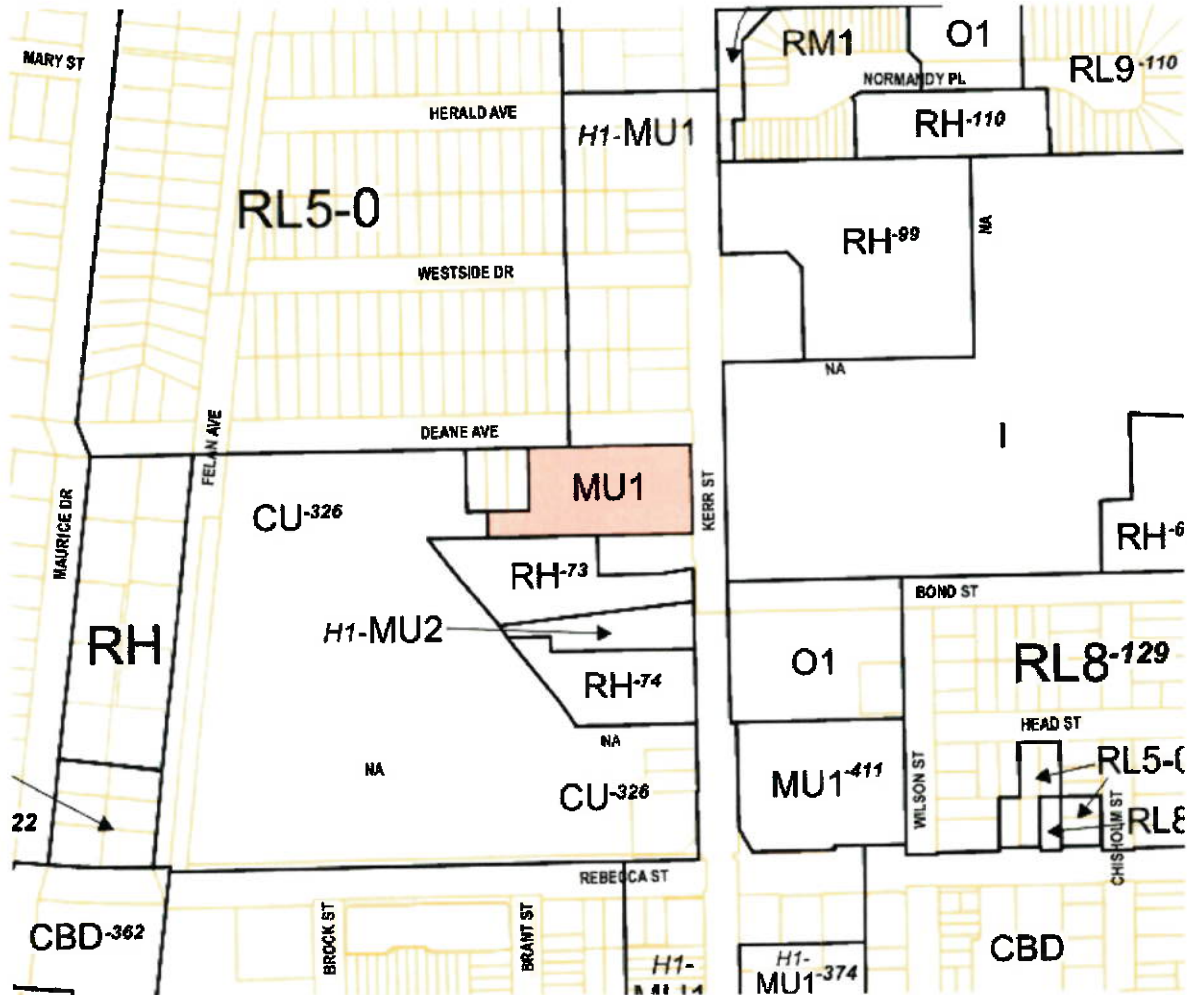 MARY ST
HERALD AVE
H1-MU1
RM1
O1
NORMANDY PL
RL9-110
RH-110
RL5-0
RH-99
NA
WESTSIDE DR
NA
FELAN AVE
DEANE AVE
KERR ST
I
MU1
CU-326
MAURICE DR
RH-73
RH-6
BOND ST
H1-MU2
RH
RH-74
O1
RL8-129
HEAD ST
NA
NA
CU-326
MU1-411
WILSON ST
RL5-0
RL8
CHISHOLM ST
22
REBECCA ST
CBD-362
BROCK ST
BRANT ST
H1-
MU1
H1-
MU1-374
CBD